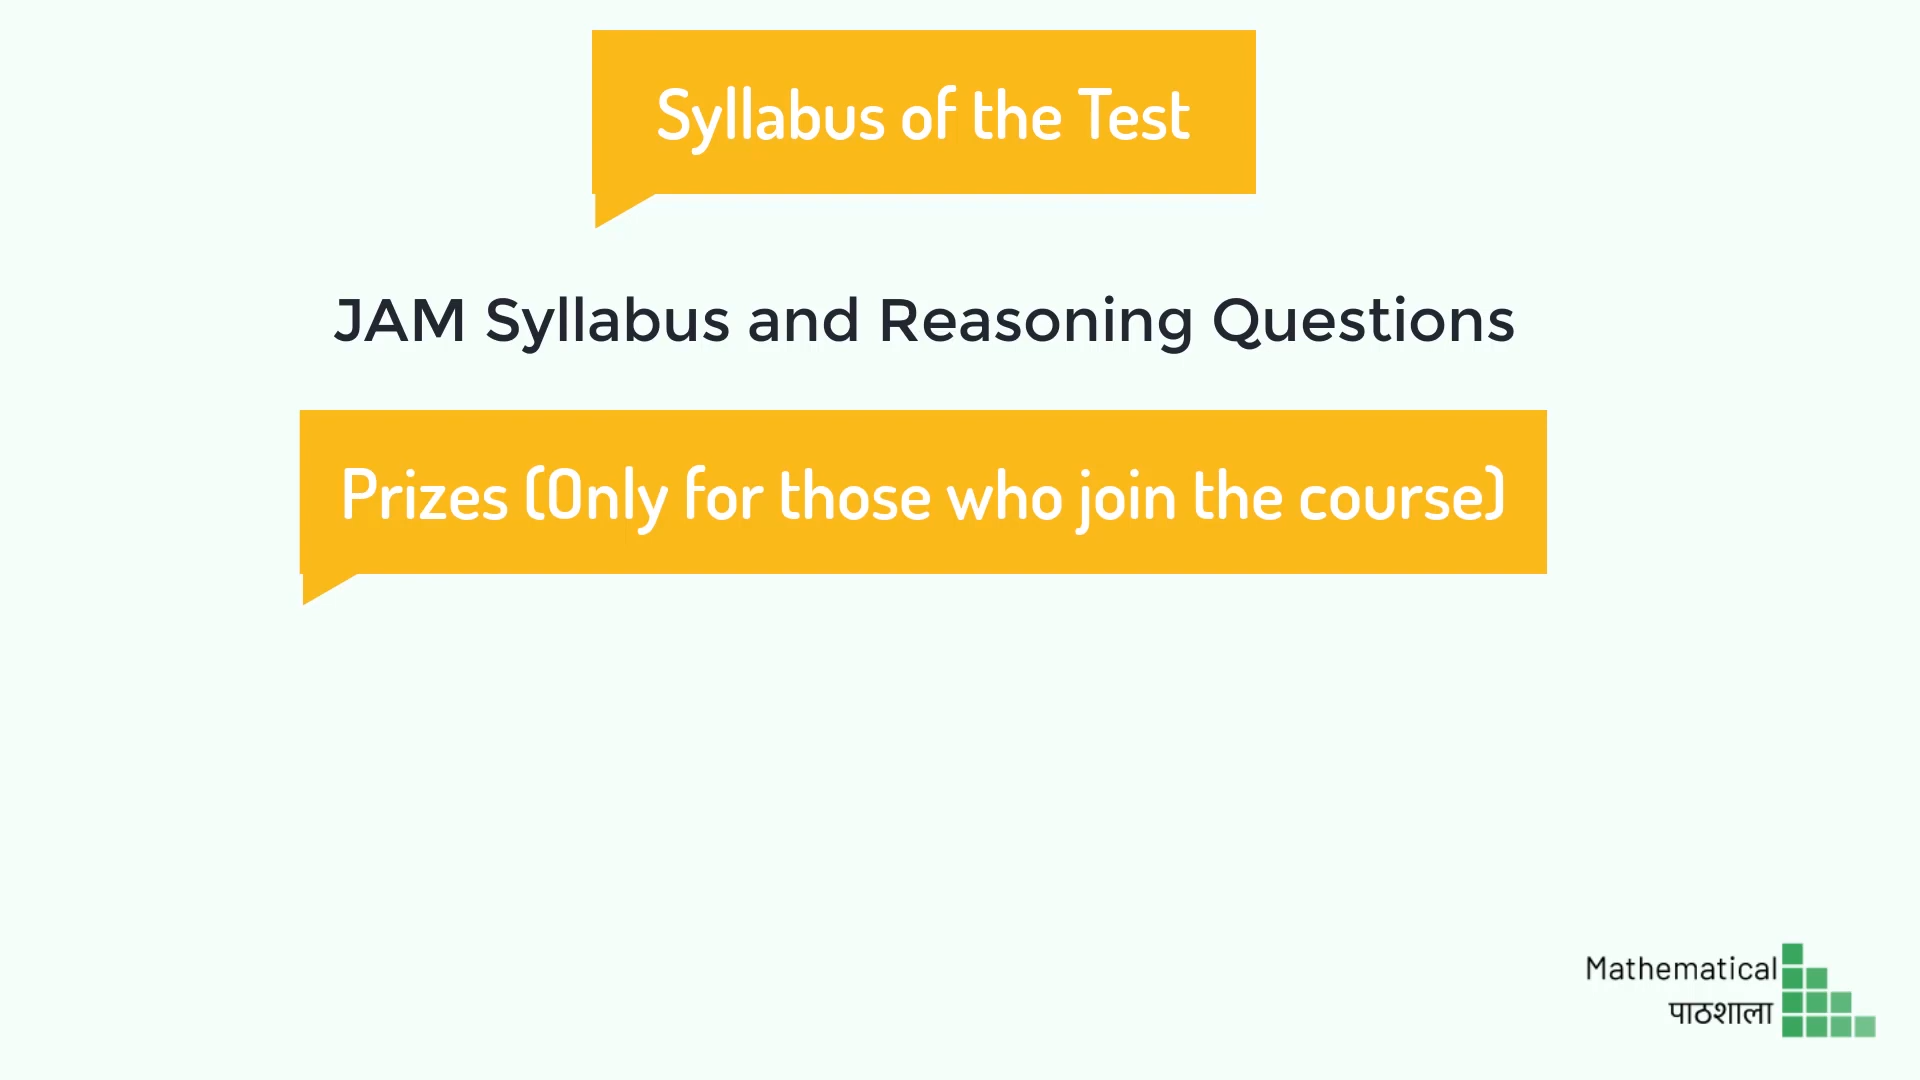 Syllabus of the Test
JAM Syllabus and Reasoning Questions
Prizes (Only for those who join the course)
Mathematical
पाठशाला